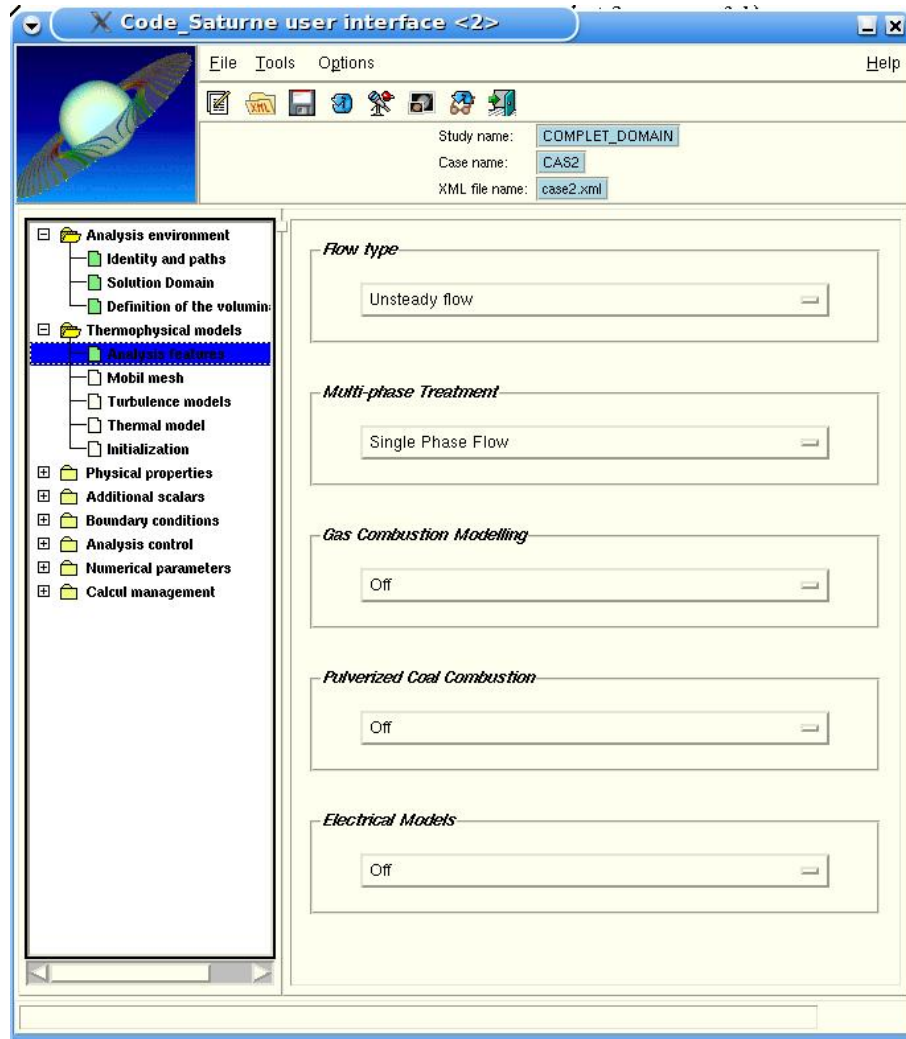 Code_Saturne user interface <2>
File Tools Options Help
XML
Study name: COMPLET_DOMAIN
Case name: CAS2
XML file name: case2.xml
Analysis environment
Identity and paths
Solution Domain
Definition of the volumin
Thermophysical models
Analysis features
Mobil mesh
Turbulence models
Thermal model
Initialization
Physical properties
Additional scalars
Boundary conditions
Analysis control
Numerical parameters
Calcul management
Flow type
Unsteady flow
Multi-phase Treatment
Single Phase Flow
Gas Combustion Modelling
Off
Pulverized Coal Combustion
Off
Electrical Models
Off